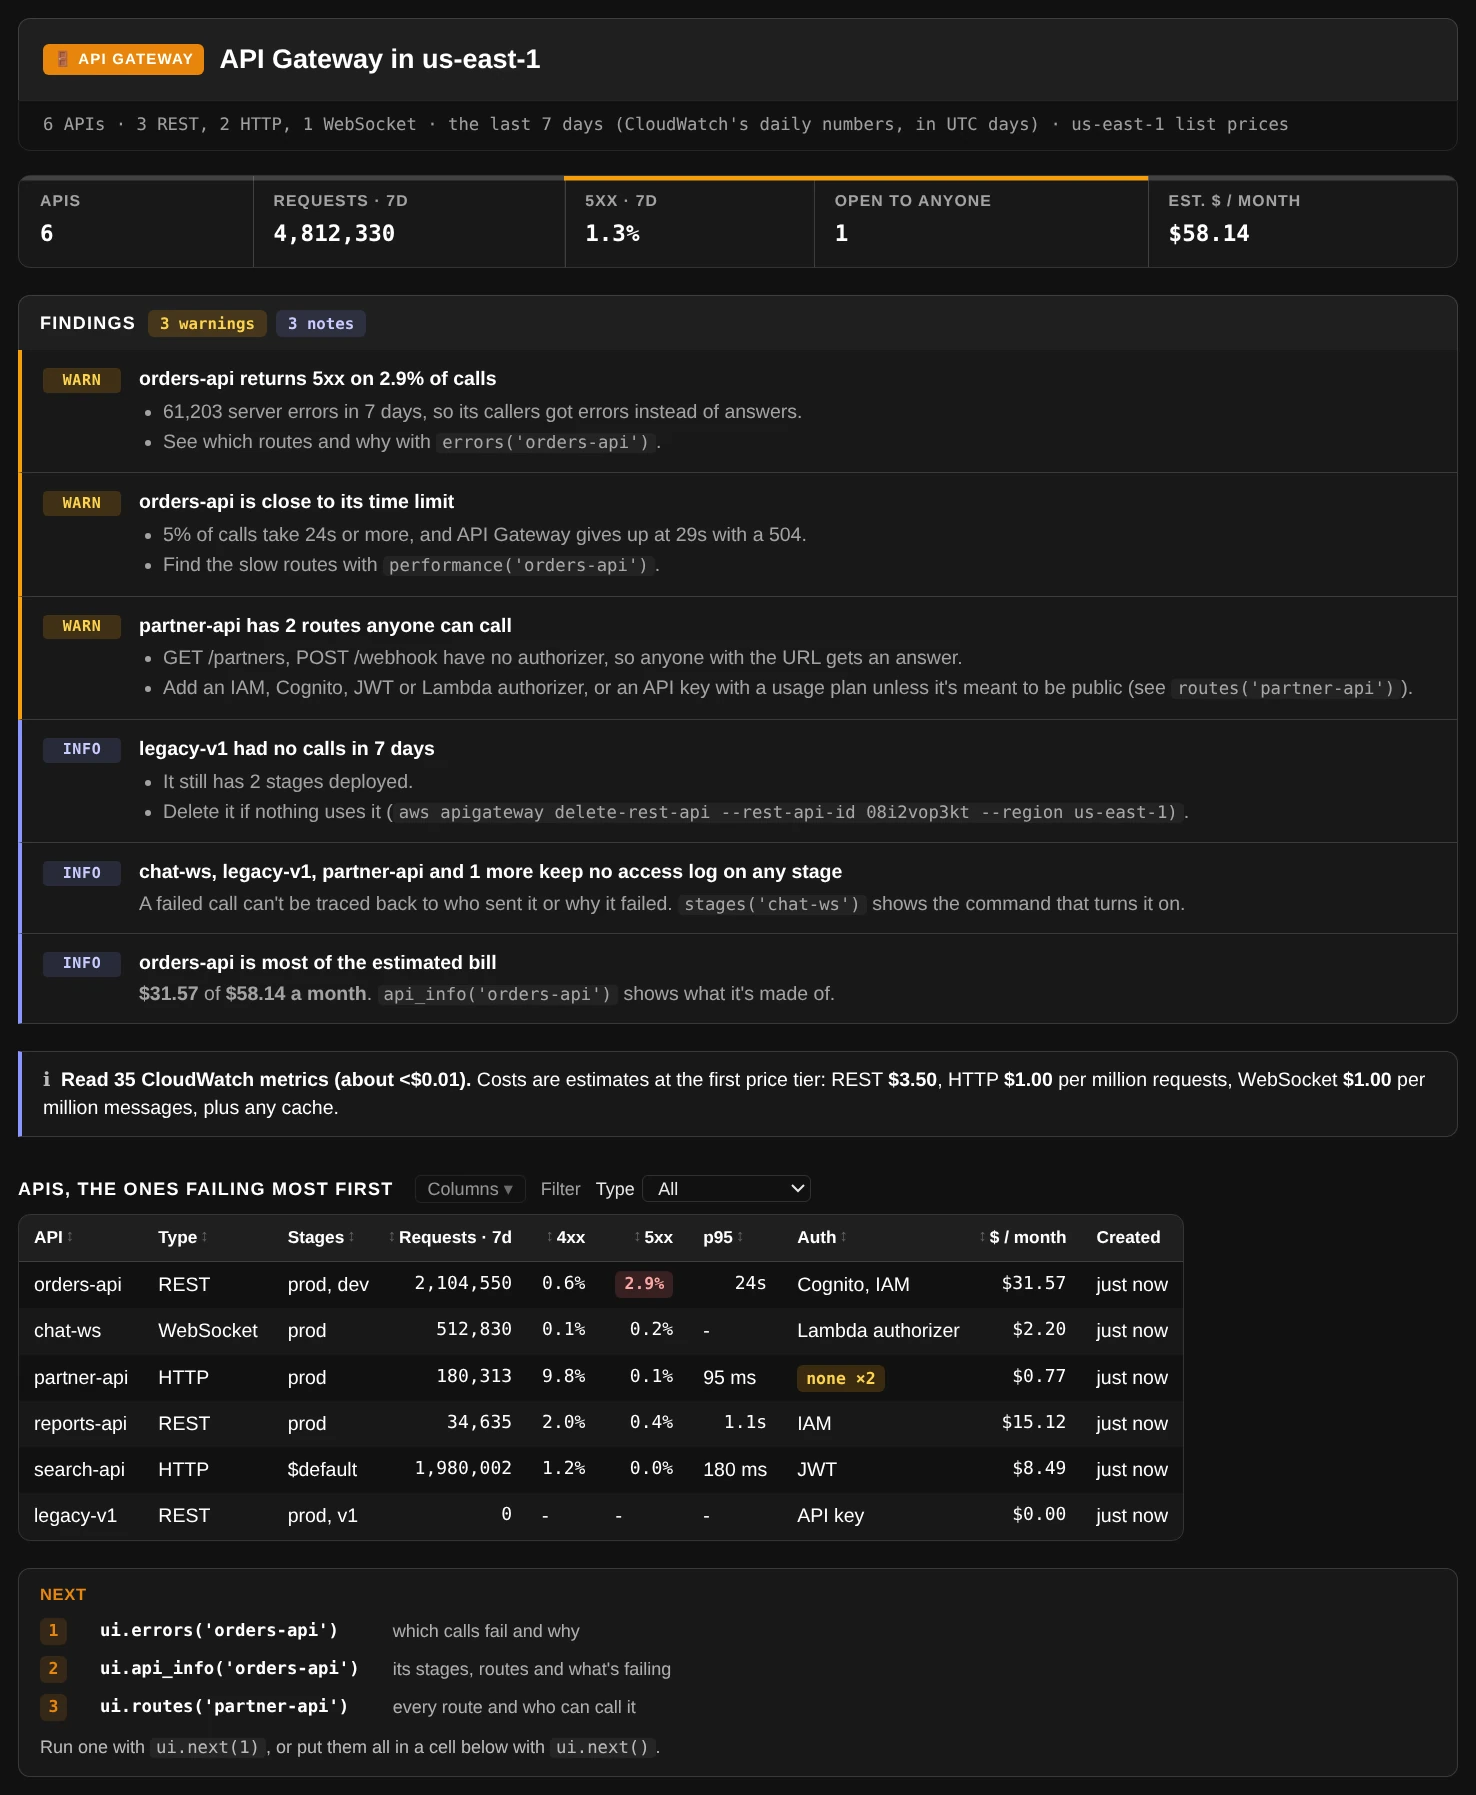 🚪 API GATEWAY API Gateway in us-east-1
6 APIs · 3 REST, 2 HTTP, 1 WebSocket · the last 7 days (CloudWatch's daily numbers, in UTC days) · us-east-1 list prices
APIS REQUESTS · 7D 5XX · 7D OPEN TO ANYONE EST. $ / MONTH
6 4,812,330 1.3% 1 $58.14
FINDINGS 3 warnings 3 notes
WARN orders-api returns 5xx on 2.9% of calls
• 61,203 server errors in 7 days, so its callers got errors instead of answers.
• See which routes and why with errors('orders-api').
WARN orders-api is close to its time limit
• 5% of calls take 24s or more, and API Gateway gives up at 29s with a 504.
• Find the slow routes with performance('orders-api').
WARN partner-api has 2 routes anyone can call
• GET /partners, POST /webhook have no authorizer, so anyone with the URL gets an answer.
• Add an IAM, Cognito, JWT or Lambda authorizer, or an API key with a usage plan unless it's meant to be public (see routes('partner-api')).
INFO legacy-v1 had no calls in 7 days
• It still has 2 stages deployed.
• Delete it if nothing uses it (aws apigateway delete-rest-api --rest-api-id 08i2vop3kt --region us-east-1).
INFO chat-ws, legacy-v1, partner-api and 1 more keep no access log on any stage
A failed call can't be traced back to who sent it or why it failed. stages('chat-ws') shows the command that turns it on.
INFO orders-api is most of the estimated bill
$31.57 of $58.14 a month. api_info('orders-api') shows what it's made of.
ℹ Read 35 CloudWatch metrics (about <$0.01). Costs are estimates at the first price tier: REST $3.50, HTTP $1.00 per million requests, WebSocket $1.00 per
million messages, plus any cache.
APIS, THE ONES FAILING MOST FIRST Columns ▾ Filter Type All
API↕ Type↕ Stages↕ ↕Requests · 7d ↕4xx ↕5xx p95↕ Auth↕ ↕$ / month Created
orders-api REST prod, dev 2,104,550 0.6% 2.9% 24s Cognito, IAM $31.57 just now
chat-ws WebSocket prod 512,830 0.1% 0.2% - Lambda authorizer $2.20 just now
partner-api HTTP prod 180,313 9.8% 0.1% 95 ms none ×2 $0.77 just now
reports-api REST prod 34,635 2.0% 0.4% 1.1s IAM $15.12 just now
search-api HTTP $default 1,980,002 1.2% 0.0% 180 ms JWT $8.49 just now
legacy-v1 REST prod, v1 0 - - - API key $0.00 just now
NEXT
1 ui.errors('orders-api') which calls fail and why
2 ui.api_info('orders-api') its stages, routes and what's failing
3 ui.routes('partner-api') every route and who can call it
Run one with ui.next(1), or put them all in a cell below with ui.next().